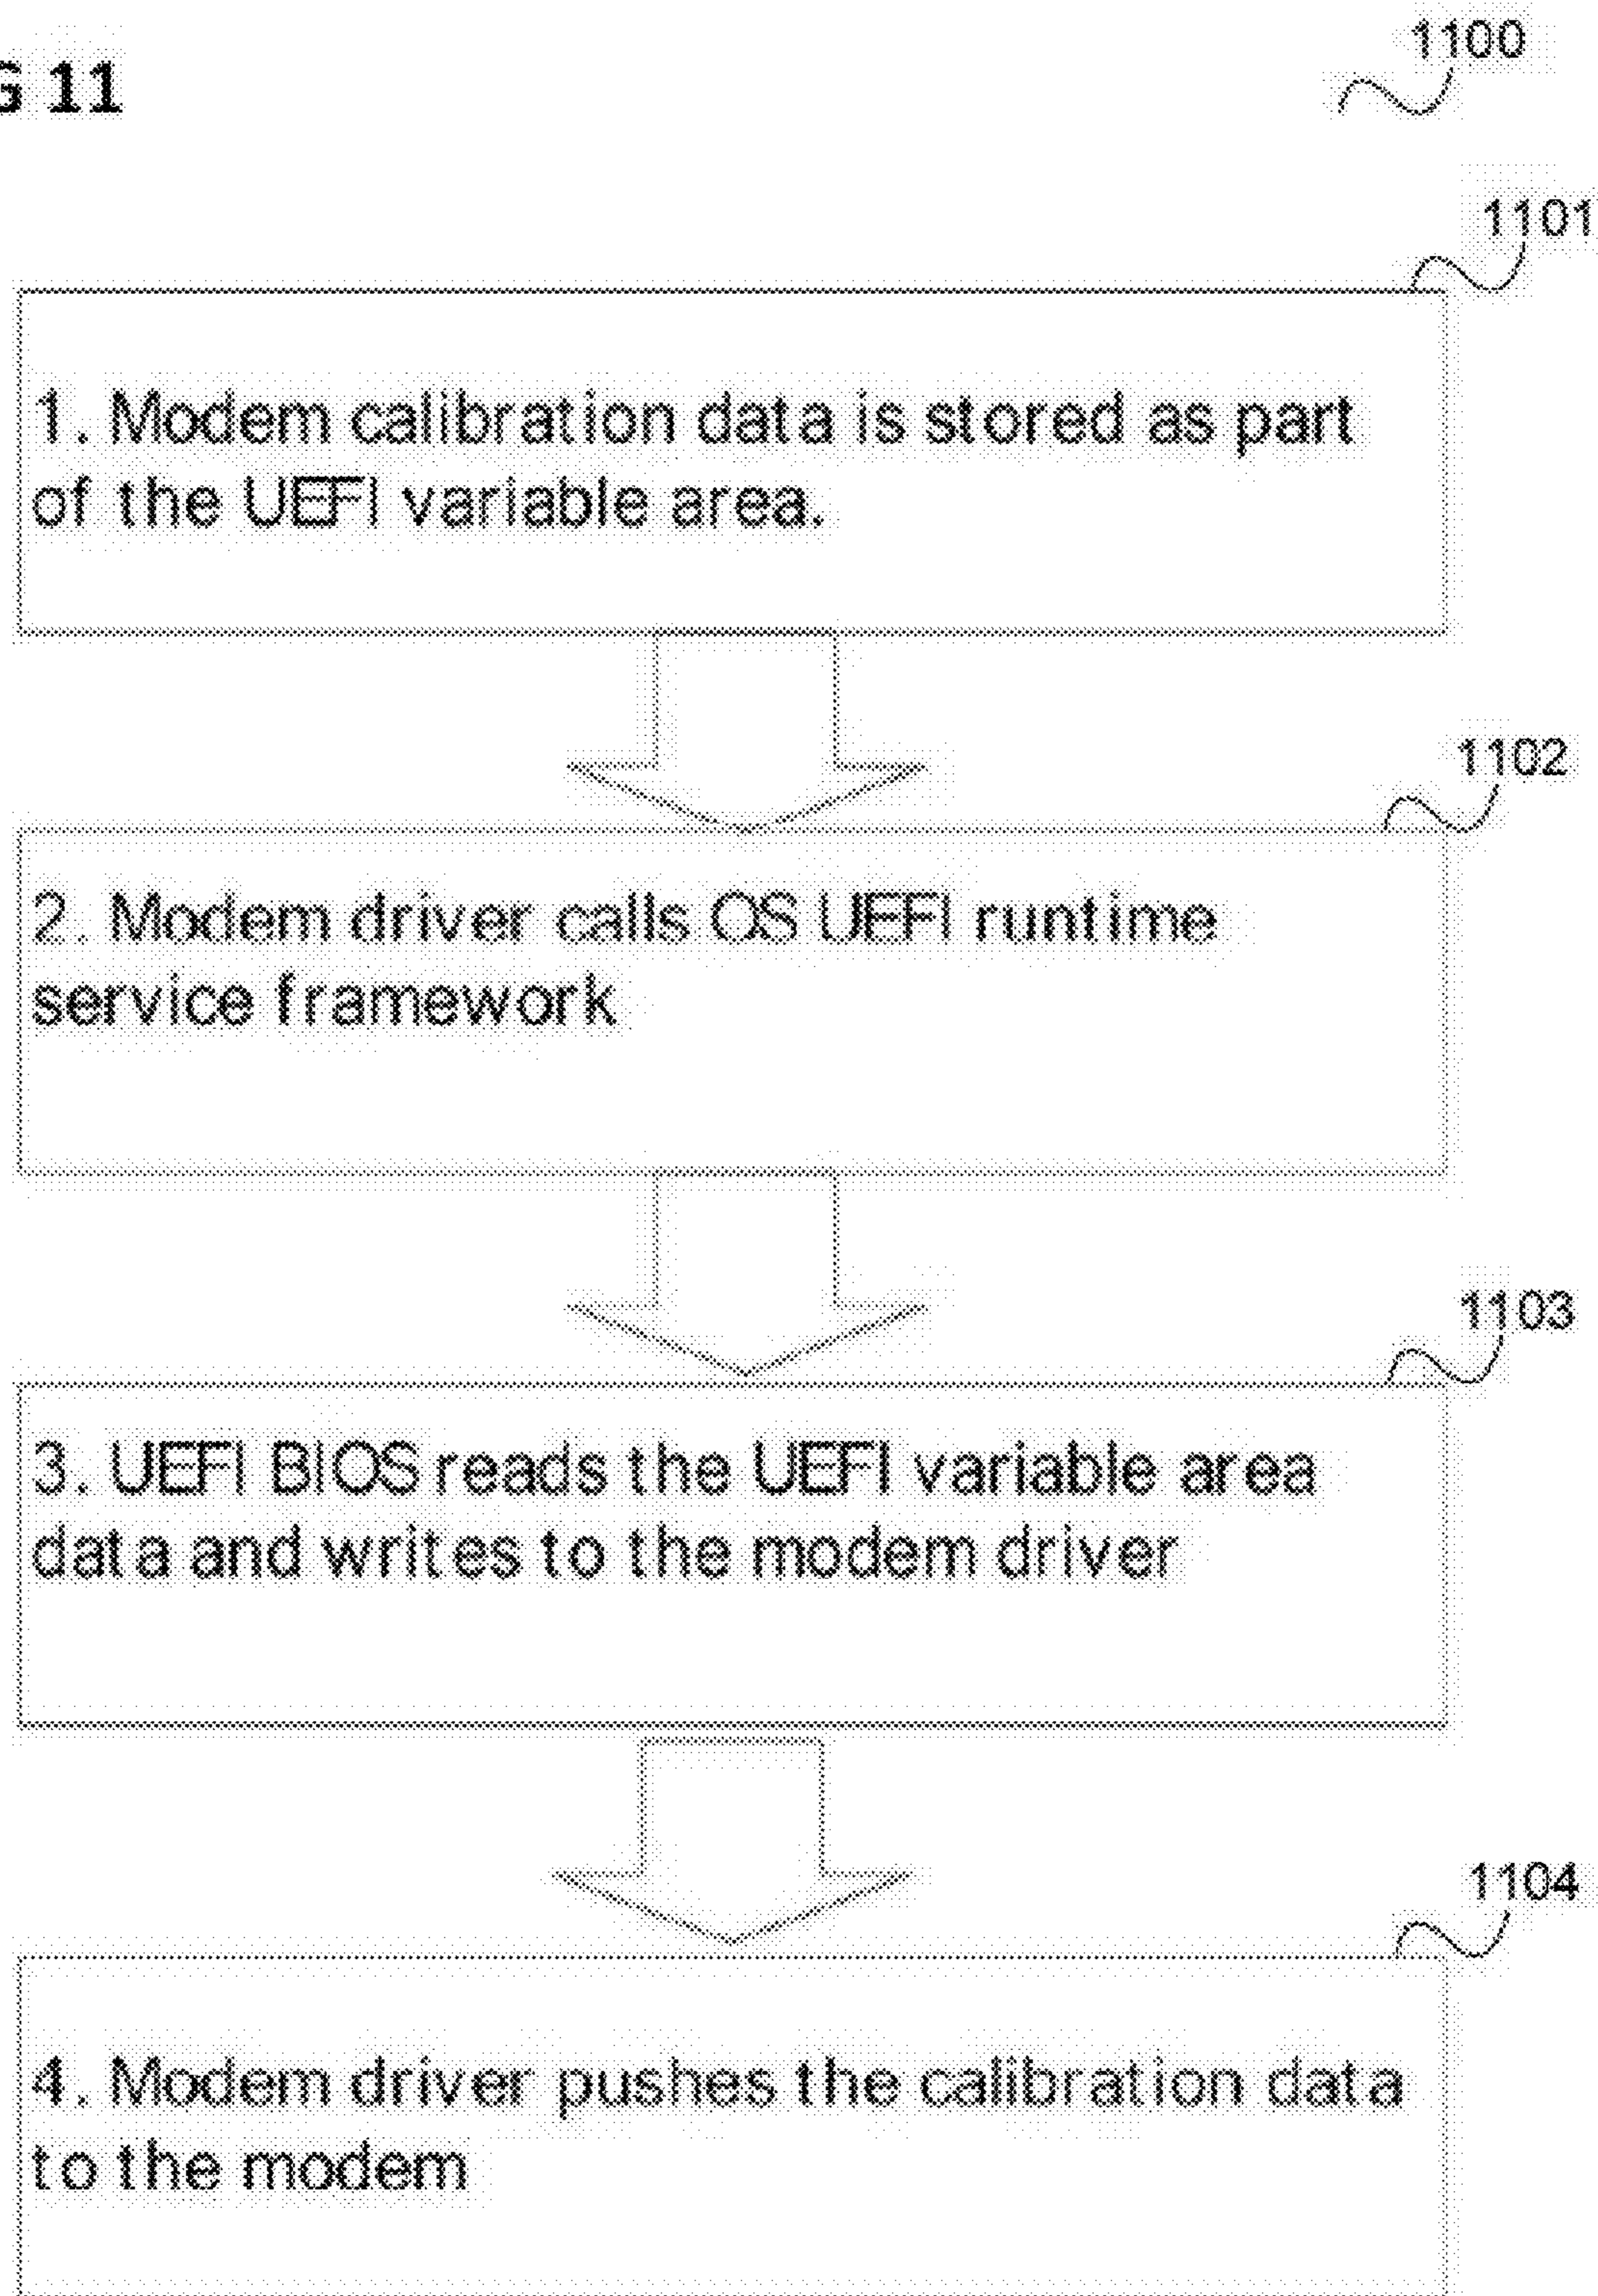 G 11
1100
1101
1. Modem calibration data is stored as part
of the UEFI variable area.
1102
2. Modem driver calls OS UEFI runtime
service framework
1103
3. UEFI BIOS reads the UEFI variable area
data and writes to the modem driver
1104
4. Modem driver pushes the calibration data
to the modem